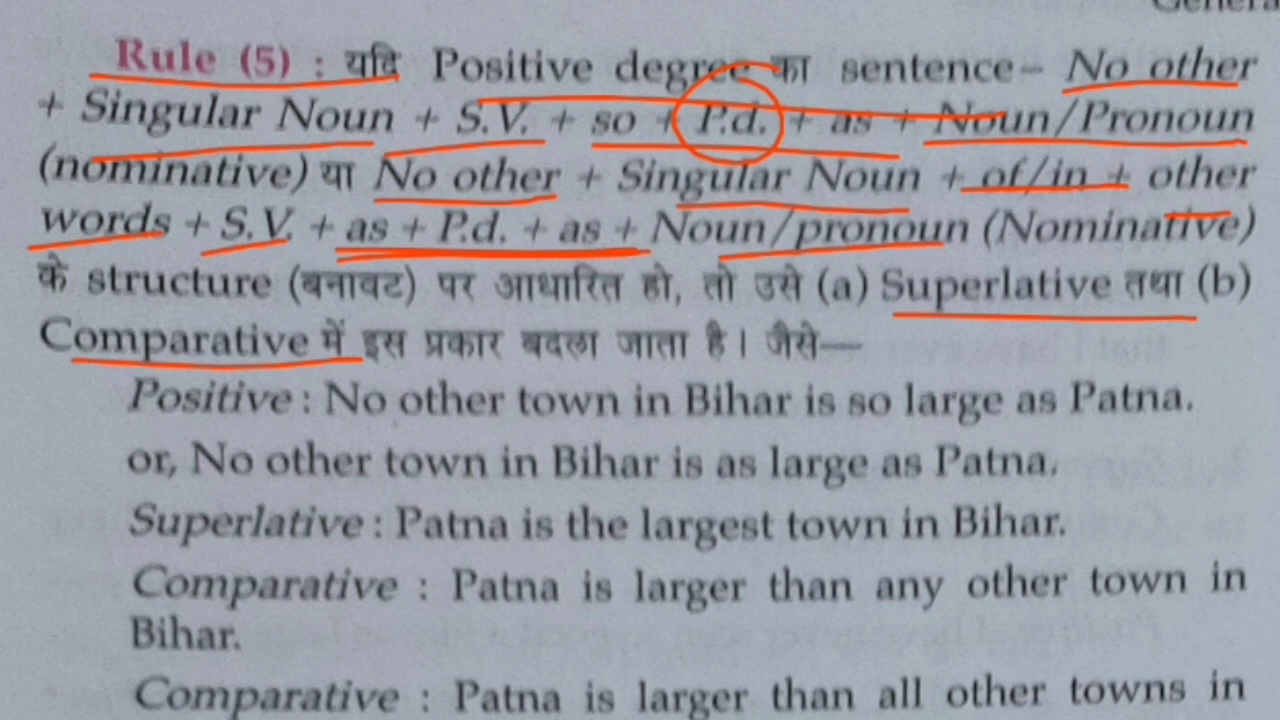 Rule (5) : यदि Positive degree का sentence– No other
+ Singular Noun + S.V. + so + P.d. + as + Noun/Pronoun
(nominative) या No other + Singular Noun + of/in + other
words + S.V. + as + P.d. + as + Noun/pronoun (Nominative)
के structure (बनावट) पर आधारित हो, तो उसे (a) Superlative तथा (b)
Comparative में इस प्रकार बदला जाता है। जैसे—
Positive : No other town in Bihar is so large as Patna.
or, No other town in Bihar is as large as Patna.
Superlative : Patna is the largest town in Bihar.
Comparative : Patna is larger than any other town in
Bihar.
Comparative : Patna is larger than all other towns in